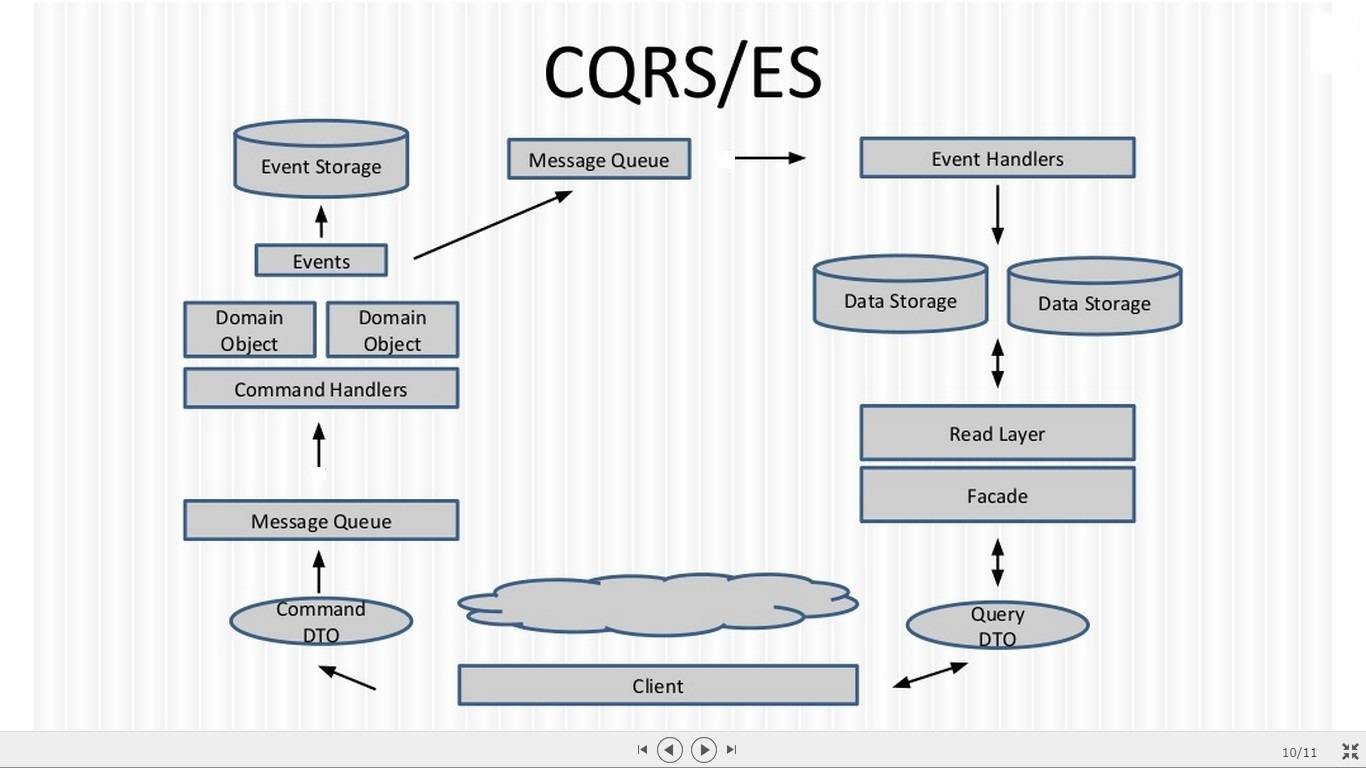 CQRS/ES
Event Storage
Message Queue
Event Handlers
Events
Data Storage
Data Storage
Domain
Object
Domain
Object
Command Handlers
Read Layer
Facade
Message Queue
Command
DTO
Query
DTO
Client
10/11